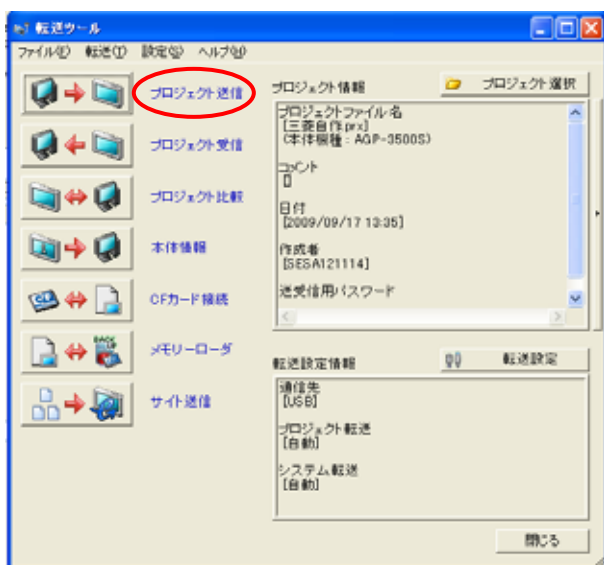 転送ツール
ファイル(F) 転送(T) 設定(S) ヘルプ(H)
プロジェクト送信
プロジェクト受信
プロジェクト比較
本体情報
CFカード接続
メモリーローダ
サイト送信
プロジェクト情報
プロジェクト選択
プロジェクトファイル名
[三菱自作.prx]
(本体機種：AGP-3500S)
コメント
[]
日付
[2009/09/17 13:35]
作成者
[SESA121114]
送受信用パスワード
転送設定情報
転送設定
通信先
[USB]
プロジェクト転送
[自動]
システム転送
[自動]
閉じる